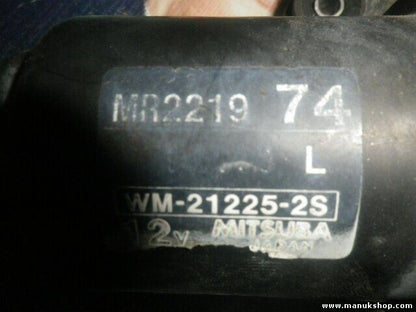 MR2219 74
L
WM-21225-2S
12V MITSUBA
JAPAN
www.manukshop.com